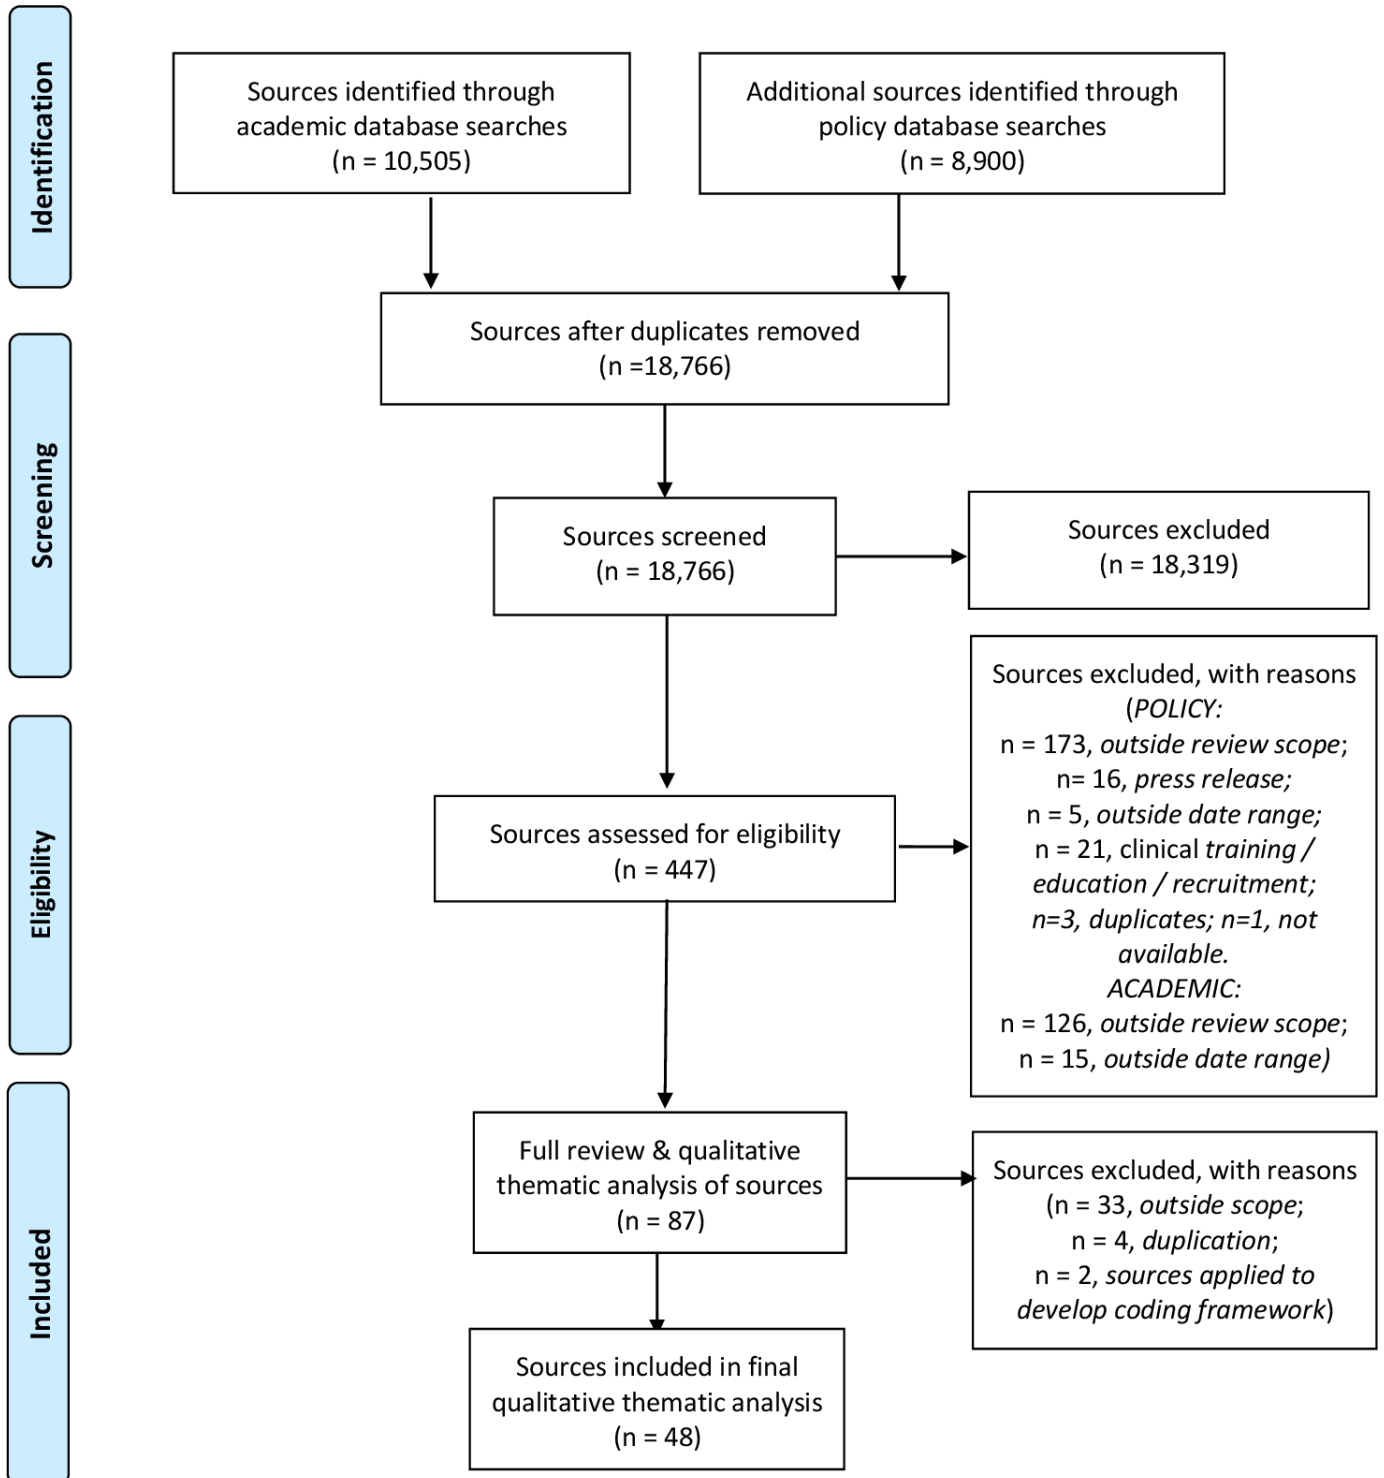 Identification
Sources identified through
academic database searches
(n = 10,505)
Additional sources identified through
policy database searches
(n = 8,900)
Sources after duplicates removed
(n =18,766)
Screening
Sources screened
(n = 18,766)
Sources excluded
(n = 18,319)
Eligibility
Sources assessed for eligibility
(n = 447)
Sources excluded, with reasons
(POLICY:
n = 173, outside review scope;
n= 16, press release;
n = 5, outside date range;
n = 21, clinical training /
education / recruitment;
n=3, duplicates; n=1, not
available.
ACADEMIC:
n = 126, outside review scope;
n = 15, outside date range)
Included
Full review & qualitative
thematic analysis of sources
(n = 87)
Sources excluded, with reasons
(n = 33, outside scope;
n = 4, duplication;
n = 2, sources applied to
develop coding framework)
Sources included in final
qualitative thematic analysis
(n = 48)